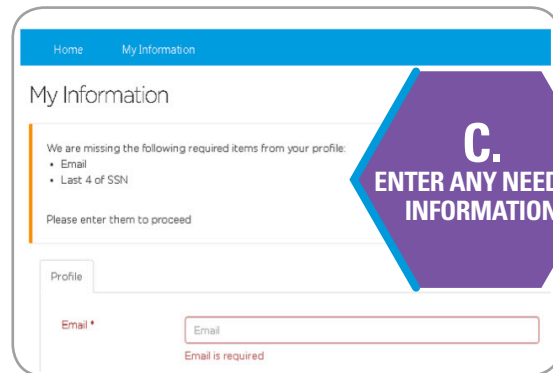 Home My Information
My Information
We are missing the following required items from your profile:
• Email
• Last 4 of SSN
Please enter them to proceed
C.
ENTER ANY NEED
INFORMATION
Profile
Email * Email
Email is required